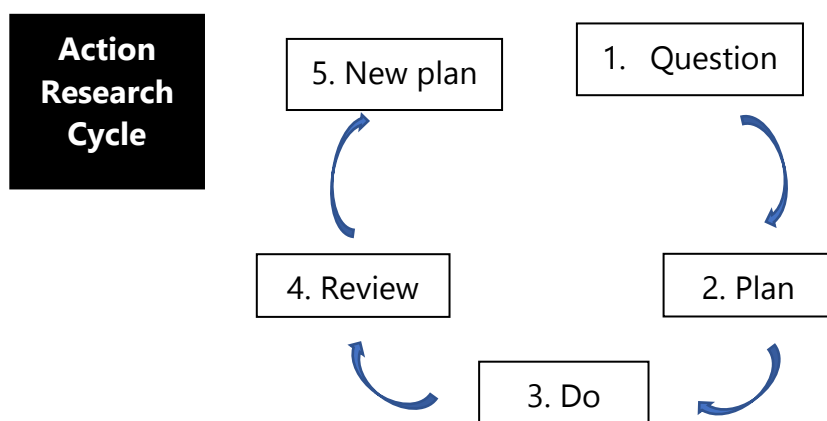 Action
Research
Cycle
1. Question
2. Plan
3. Do
4. Review
5. New plan